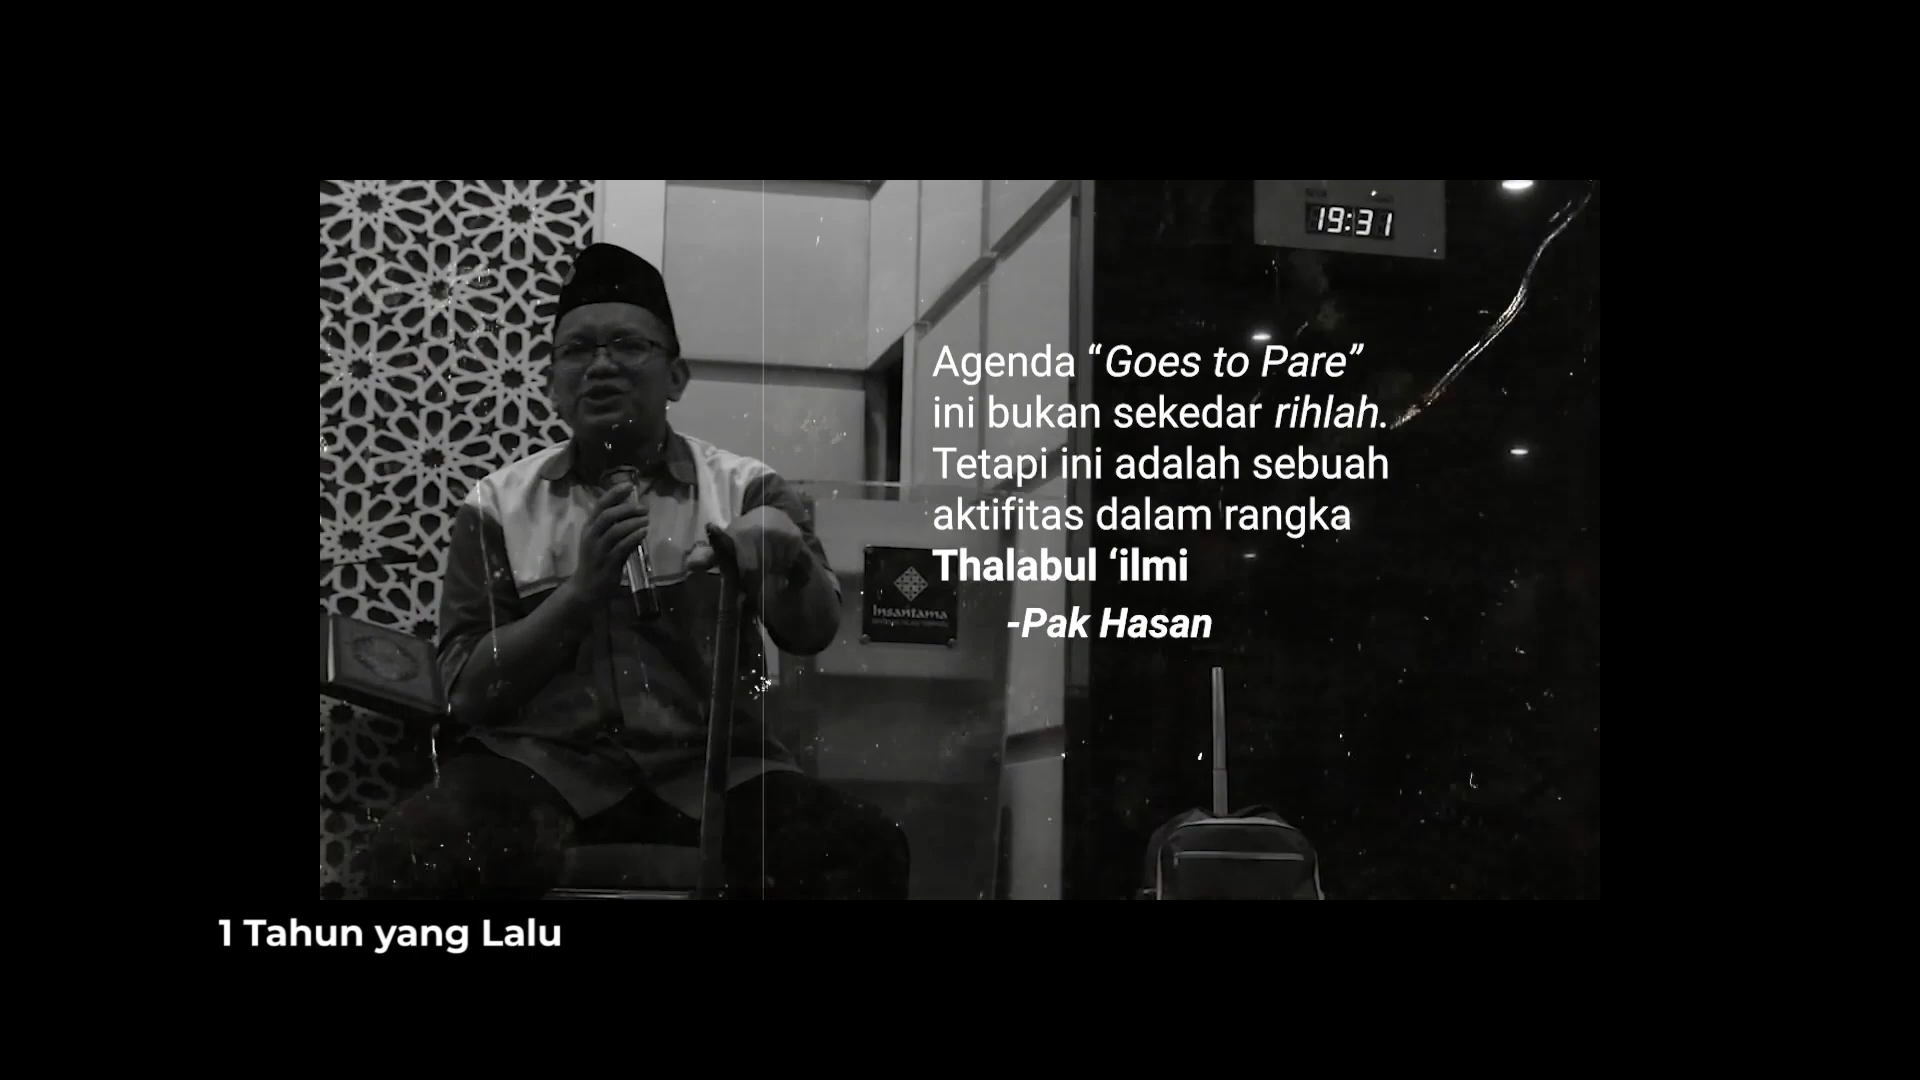 19:31
Agenda “Goes to Pare”
ini bukan sekedar rihlah.
Tetapi ini adalah sebuah
aktifitas dalam rangka
Thalabul ‘ilmi
-Pak Hasan
Insantama
1 Tahun yang Lalu